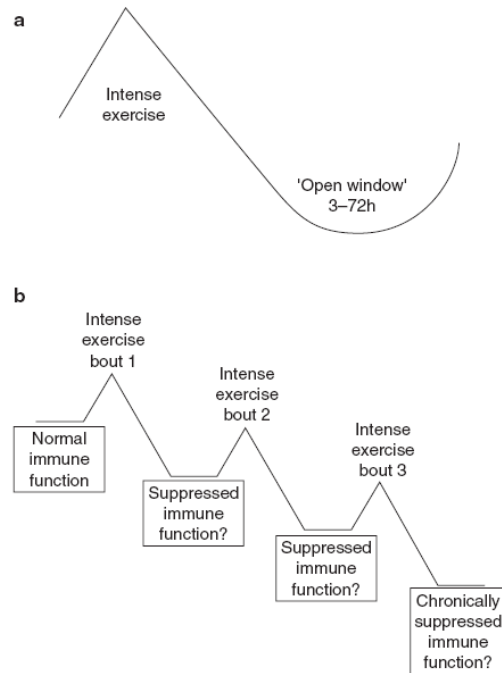 a
Intense
exercise
'Open window'
3–72h
b
Intense
exercise
bout 1
Intense
exercise
bout 2
Intense
exercise
bout 3
Normal
immune
function
Suppressed
immune
function?
Suppressed
immune
function?
Chronically
suppressed
immune
function?